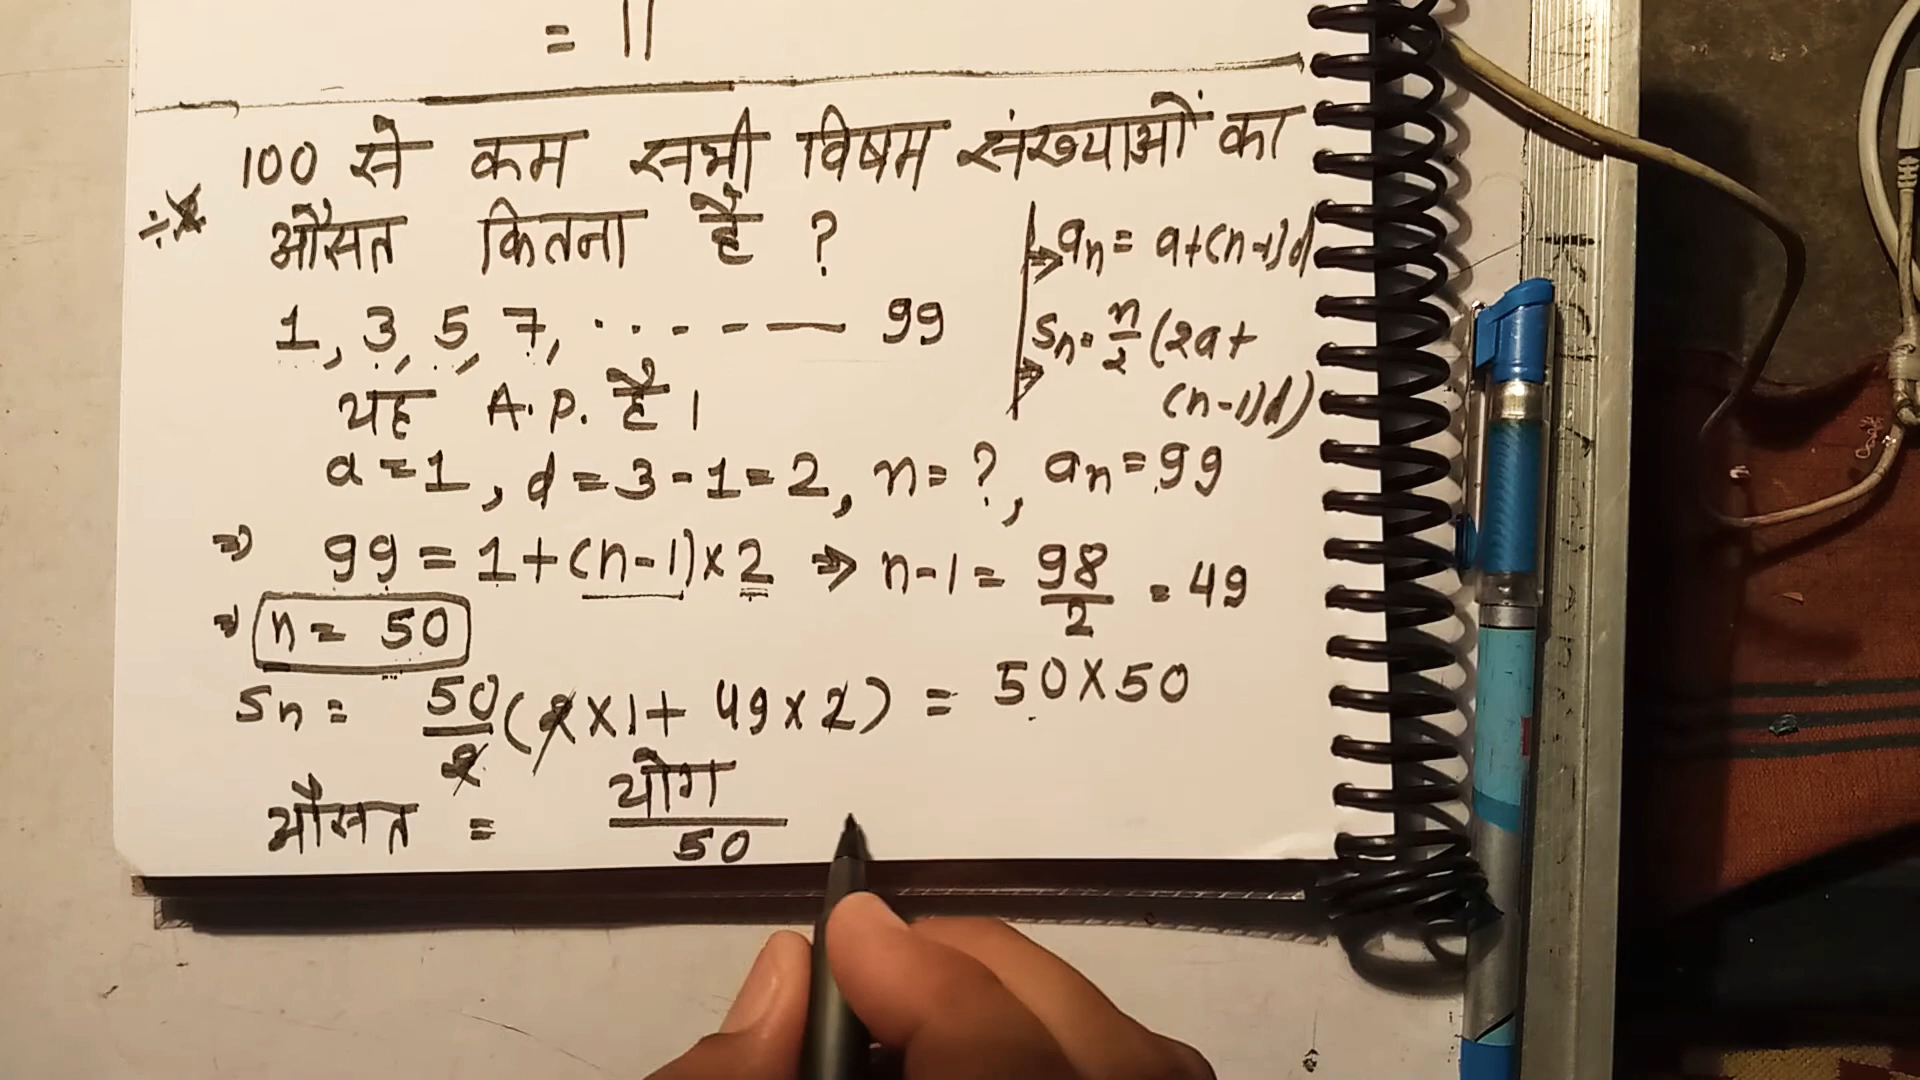 = 11
100 से कम सभी विषम संख्याओं का
औसत कितना है ?
→ an = a+(n-1)d
1, 3, 5, 7, ..---— 99
→ Sn = n/2 (2a+
(n-1)d)
यह A.P. है।
a = 1, d = 3-1 = 2, n = ?, an = 99
⇒ 99 = 1+(n-1)×2 ⇒ n-1 = 98/2 = 49
⇒ n = 50
Sn = 50/2 (2×1+ 49×2) = 50×50
औसत = योग/50